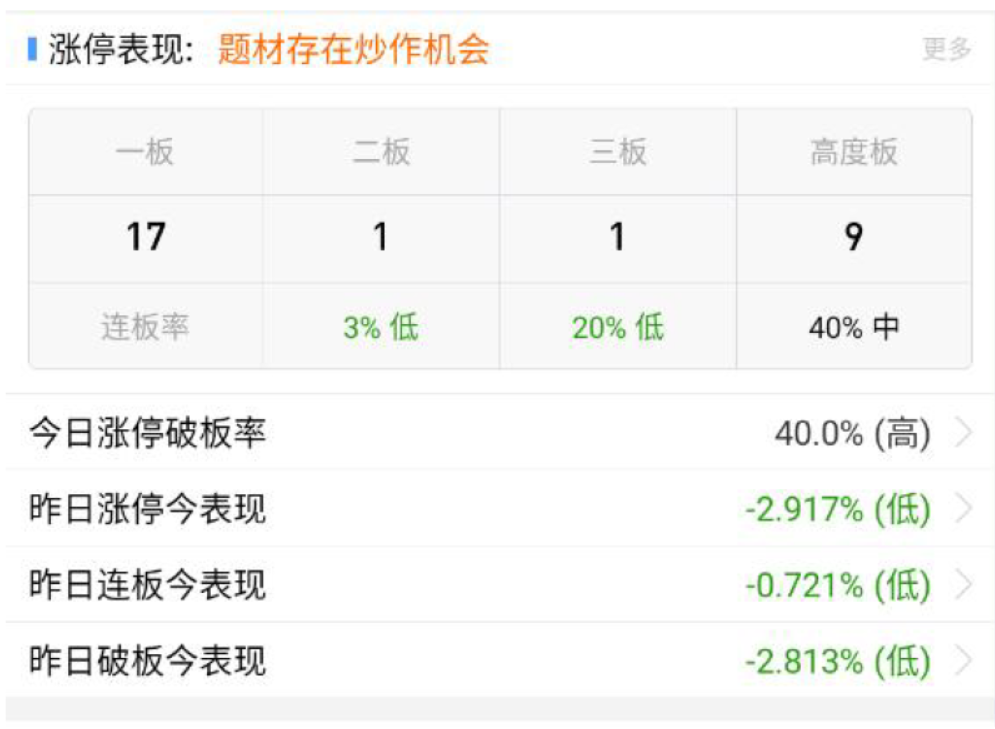 涨停表现: 题材存在炒作机会 更多
一板 二板 三板 高度板
17 1 1 9
连板率 3% 低 20% 低 40% 中
今日涨停破板率 40.0% (高)
昨日涨停今表现 -2.917% (低)
昨日连板今表现 -0.721% (低)
昨日破板今表现 -2.813% (低)